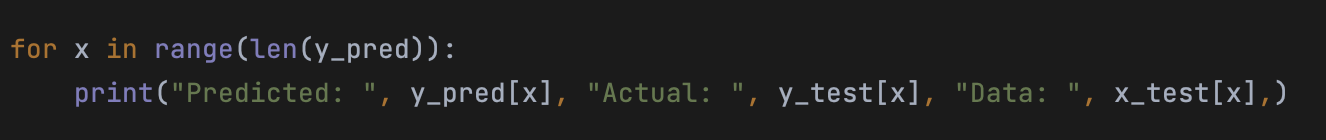 for x in range(len(y_pred)):
    print("Predicted: ", y_pred[x], "Actual: ", y_test[x], "Data: ", x_test[x],)